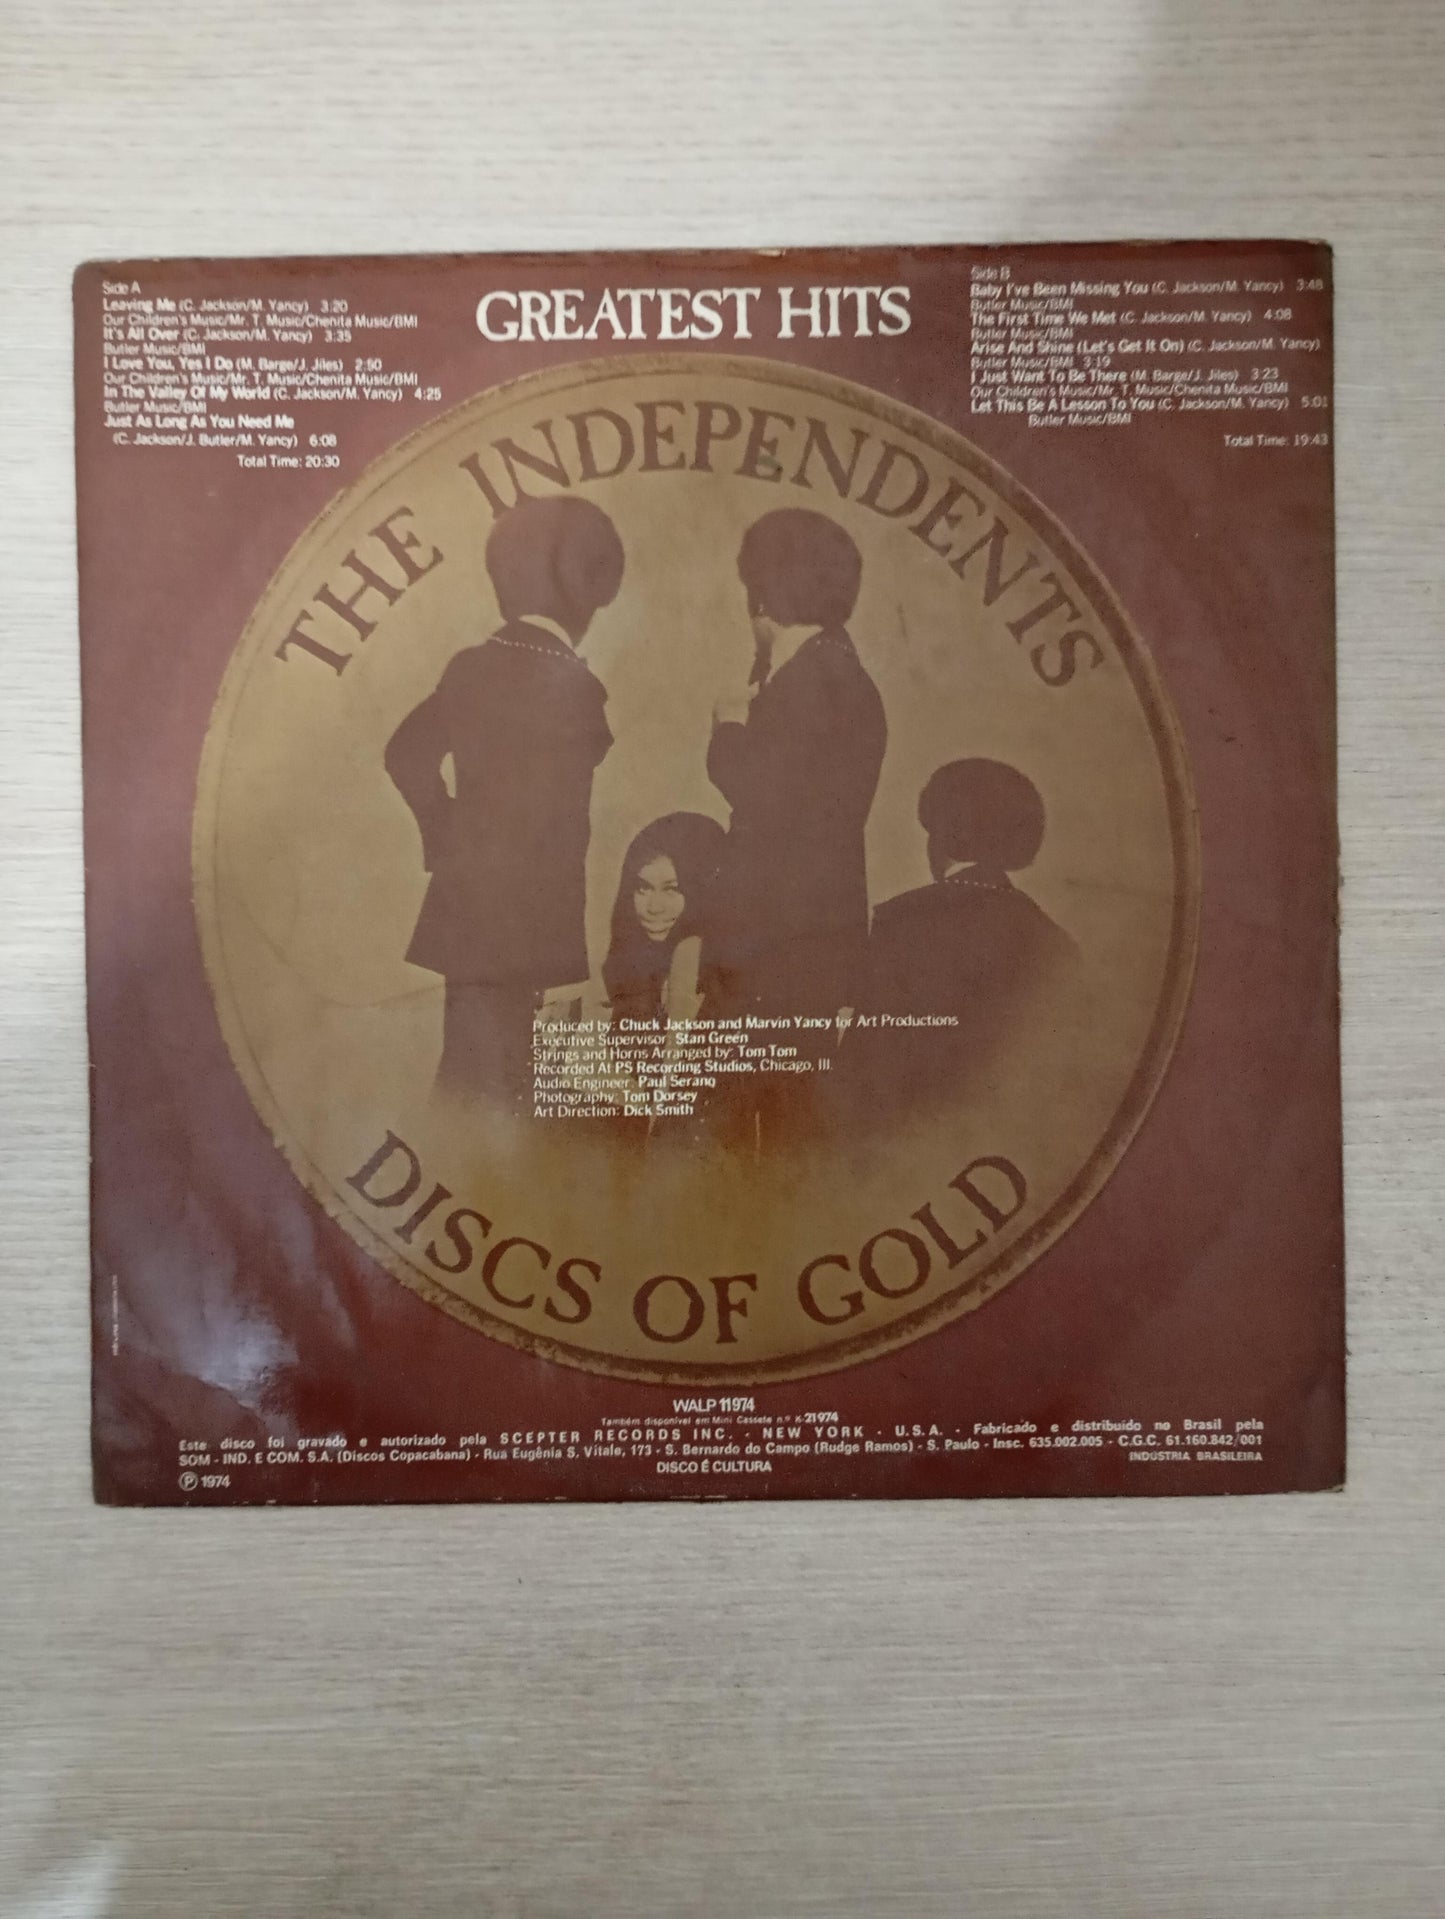 GREATEST HITS
Side A
Leaving Me (C. Jackson/M. Yancy) 3:20
Our Children's Music/Mr. T. Music/Chenita Music/BMI
It's All Over (C. Jackson/M. Yancy) 3:35
Butler Music/BMI
I Love You, Yes I Do (M. Barge/J. Jiles) 2:50
Our Children's Music/Mr. T. Music/Chenita Music/BMI
In The Valley Of My World (C. Jackson/M. Yancy) 4:25
Butler Music/BMI
Just As Long As You Need Me
(C. Jackson/J. Butler/M. Yancy) 6:08
Total Time: 20:30
Side B
Baby I've Been Missing You (C. Jackson/M. Yancy) 3:48
Butler Music/BMI
The First Time We Met (C. Jackson/M. Yancy) 4:08
Butler Music/BMI
Arise And Shine (Let's Get It On) (C. Jackson/M. Yancy)
Butler Music/BMI 3:19
I Just Want To Be There (M. Barge/J. Jiles) 3:23
Our Children's Music/Mr. T. Music/Chenita Music/BMI
Let This Be A Lesson To You (C. Jackson/M. Yancy) 5:01
Butler Music/BMI
Total Time: 19:43
THE INDEPENDENTS
Produced by: Chuck Jackson and Marvin Yancy for Art Productions
Executive Supervisor: Stan Green
Strings and Horns Arranged by: Tom Tom
Recorded At PS Recording Studios, Chicago, Ill.
Audio Engineer: Paul Serano
Photography: Tom Dorsey
Art Direction: Dick Smith
DISCS OF GOLD
WALP 11974
Também disponível em Mini Cassete n.º K-21974
Este disco foi gravado e autorizado pela SCEPTER RECORDS INC. - NEW YORK - U.S.A. - Fabricado e distribuido no Brasil pela
SOM - IND. E COM. S.A. (Discos Copacabana) - Rua Eugênia S. Vitale, 173 - S. Bernardo do Campo (Rudge Ramos) - S. Paulo - Insc. 635.002.005 - C.G.C. 61.160.842/001
DISCO É CULTURA
INDÚSTRIA BRASILEIRA
Ⓟ 1974